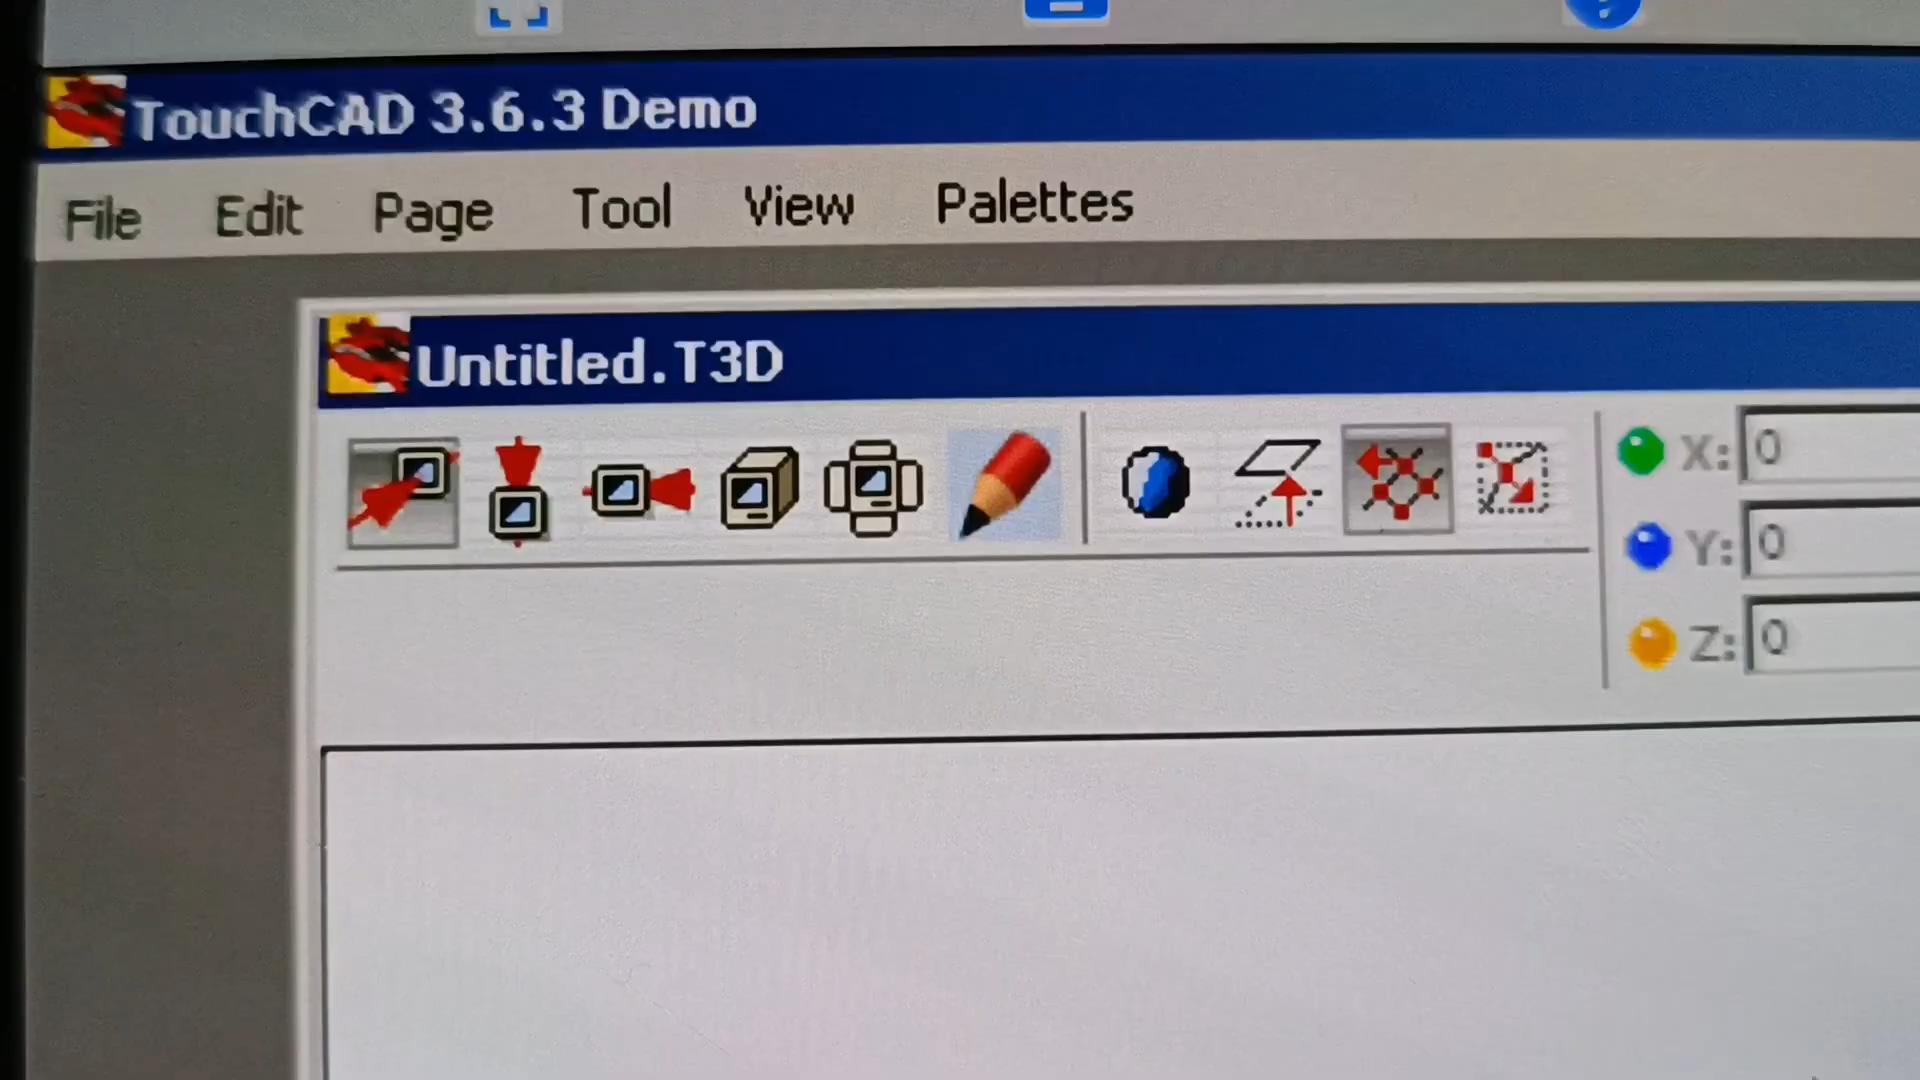 TouchCAD 3.6.3 Demo
File Edit Page Tool View Palettes
Untitled.T3D
X: 0
Y: 0
Z: 0